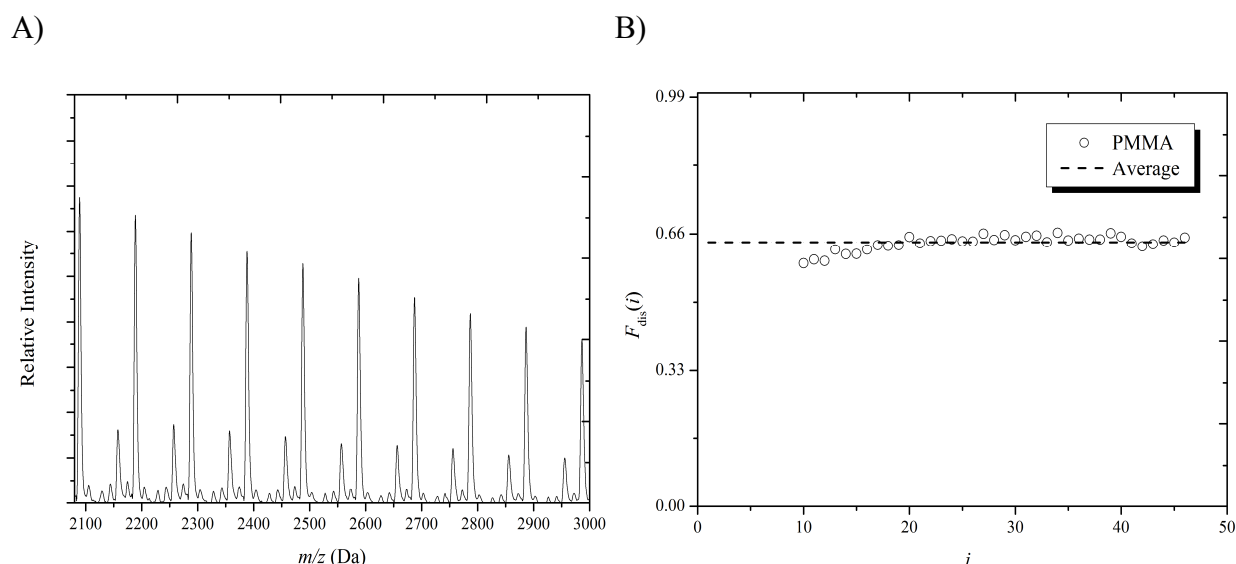 A)
B)
Relative Intensity
2100 2200 2300 2400 2500 2600 2700 2800 2900 3000
m/z (Da)
0.99
0.66
0.33
0.00
F_dis(i)
PMMA
Average
0 10 20 30 40 50
i